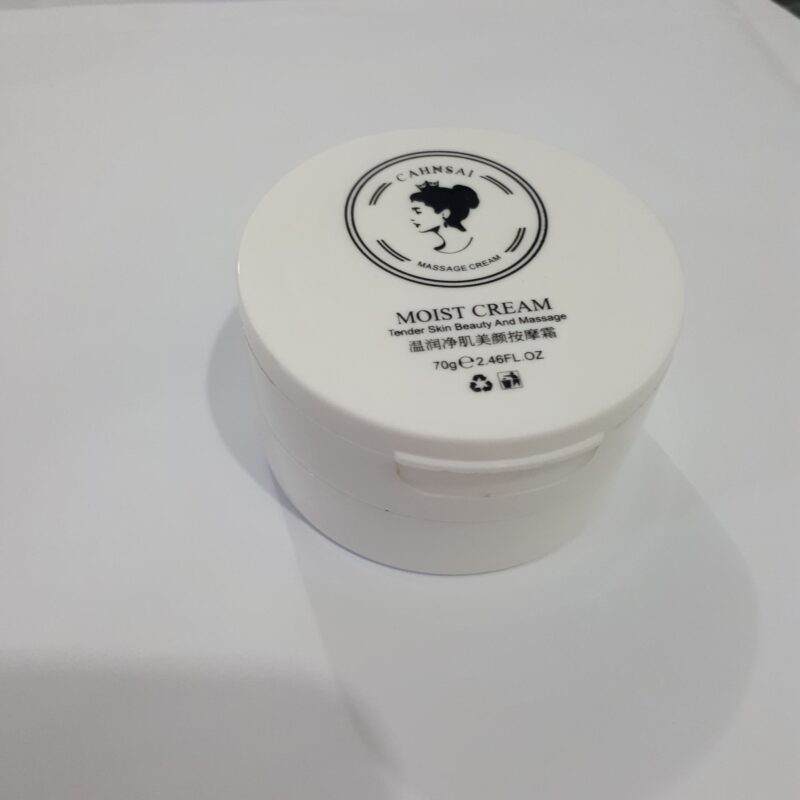 CAHNSAI
MASSAGE CREAM
MOIST CREAM
Tender Skin Beauty And Massage
温润净肌美颜按摩霜
70g℮2.46FL.OZ